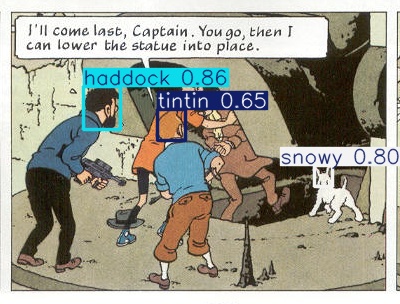 I'll come last, Captain. You go, then I
can lower the statue into place.
haddock 0.86
tintin 0.65
snowy 0.80